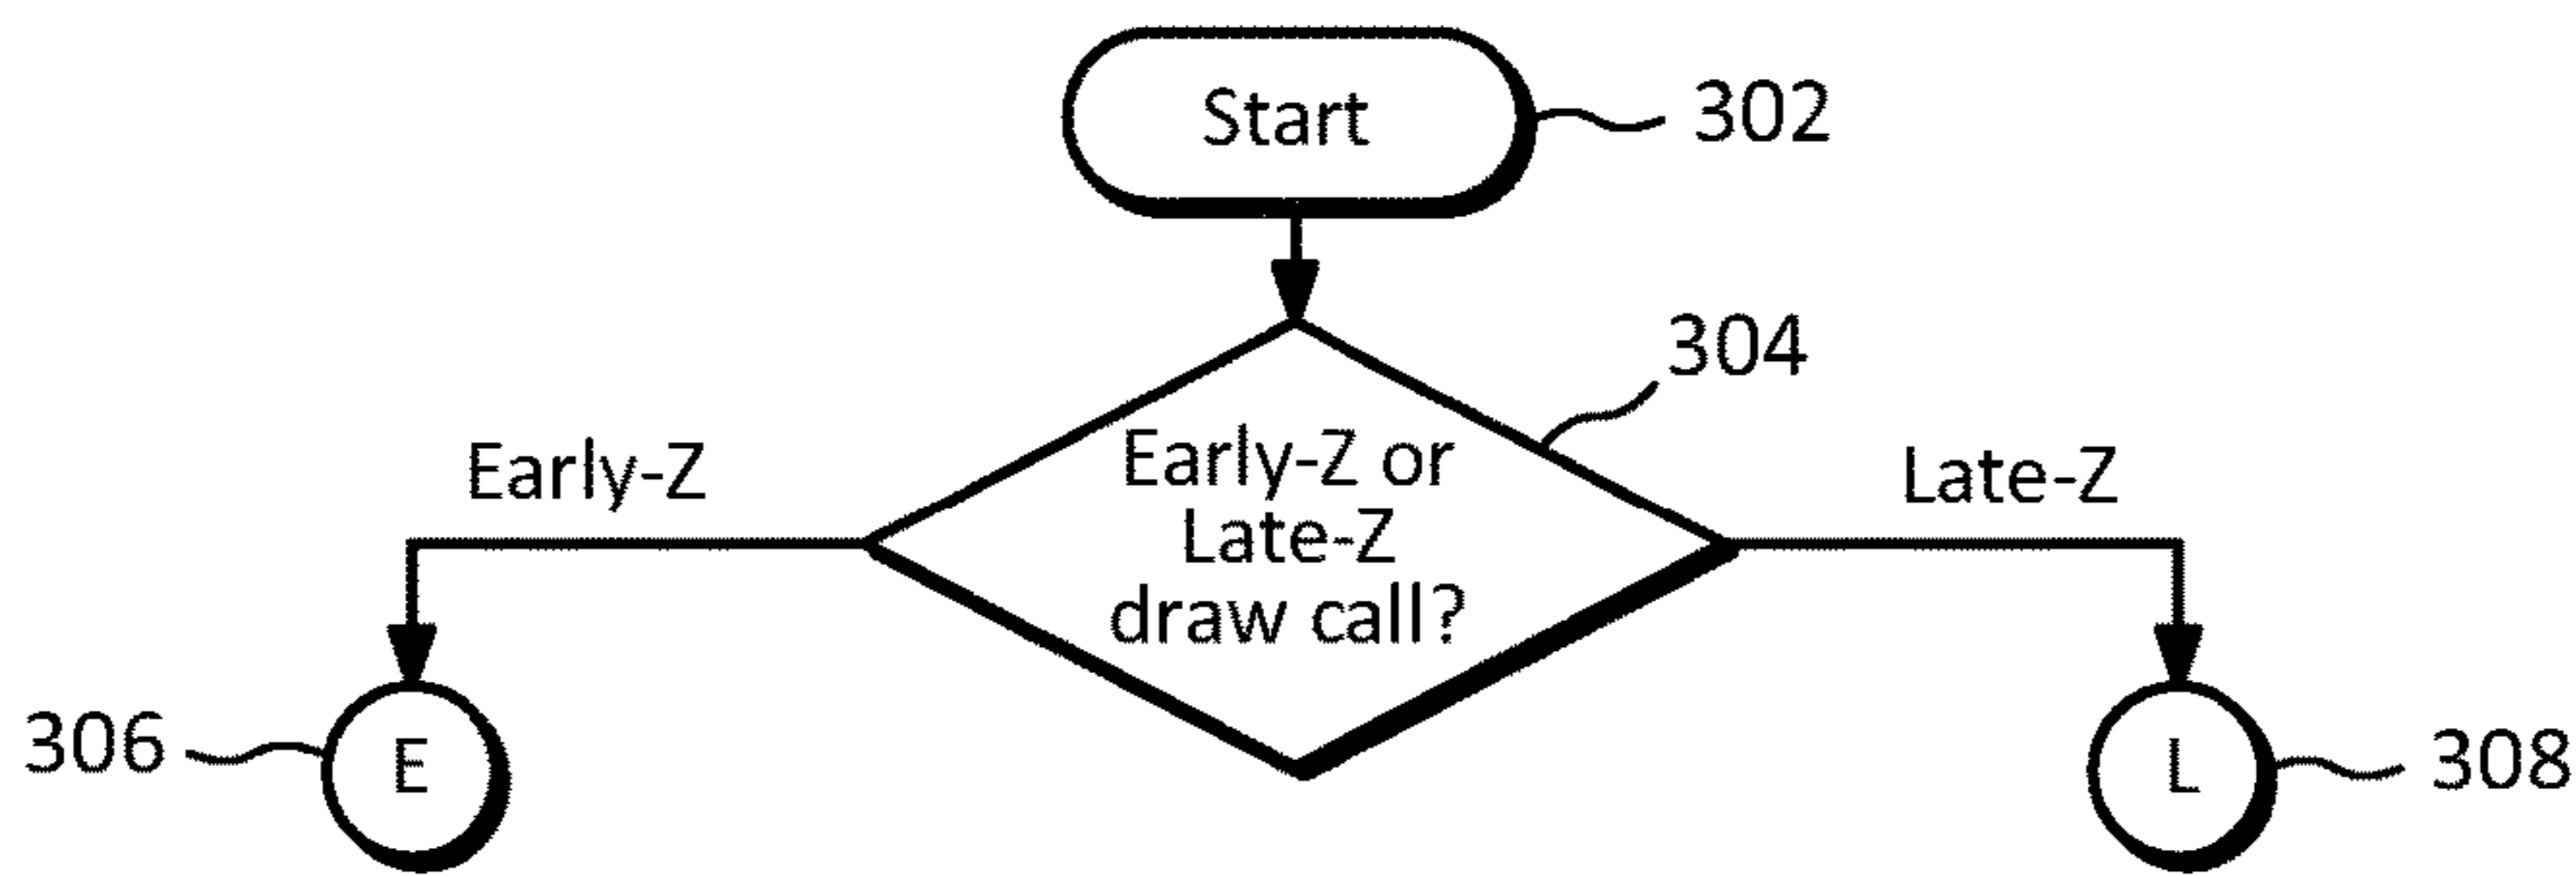 Start
302
304
Early-Z
Early-Z or
Late-Z
draw call?
Late-Z
306
E
L
308